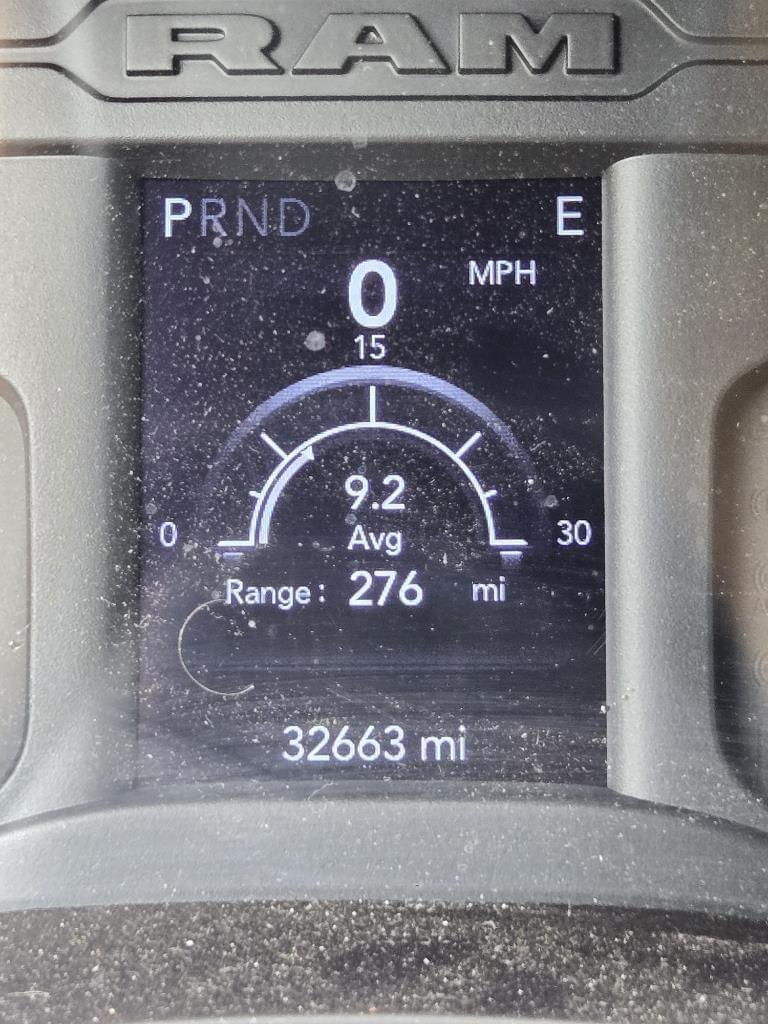 RAM
PRND E
0 MPH
15
9.2
0 Avg 30
Range: 276 mi
32663 mi